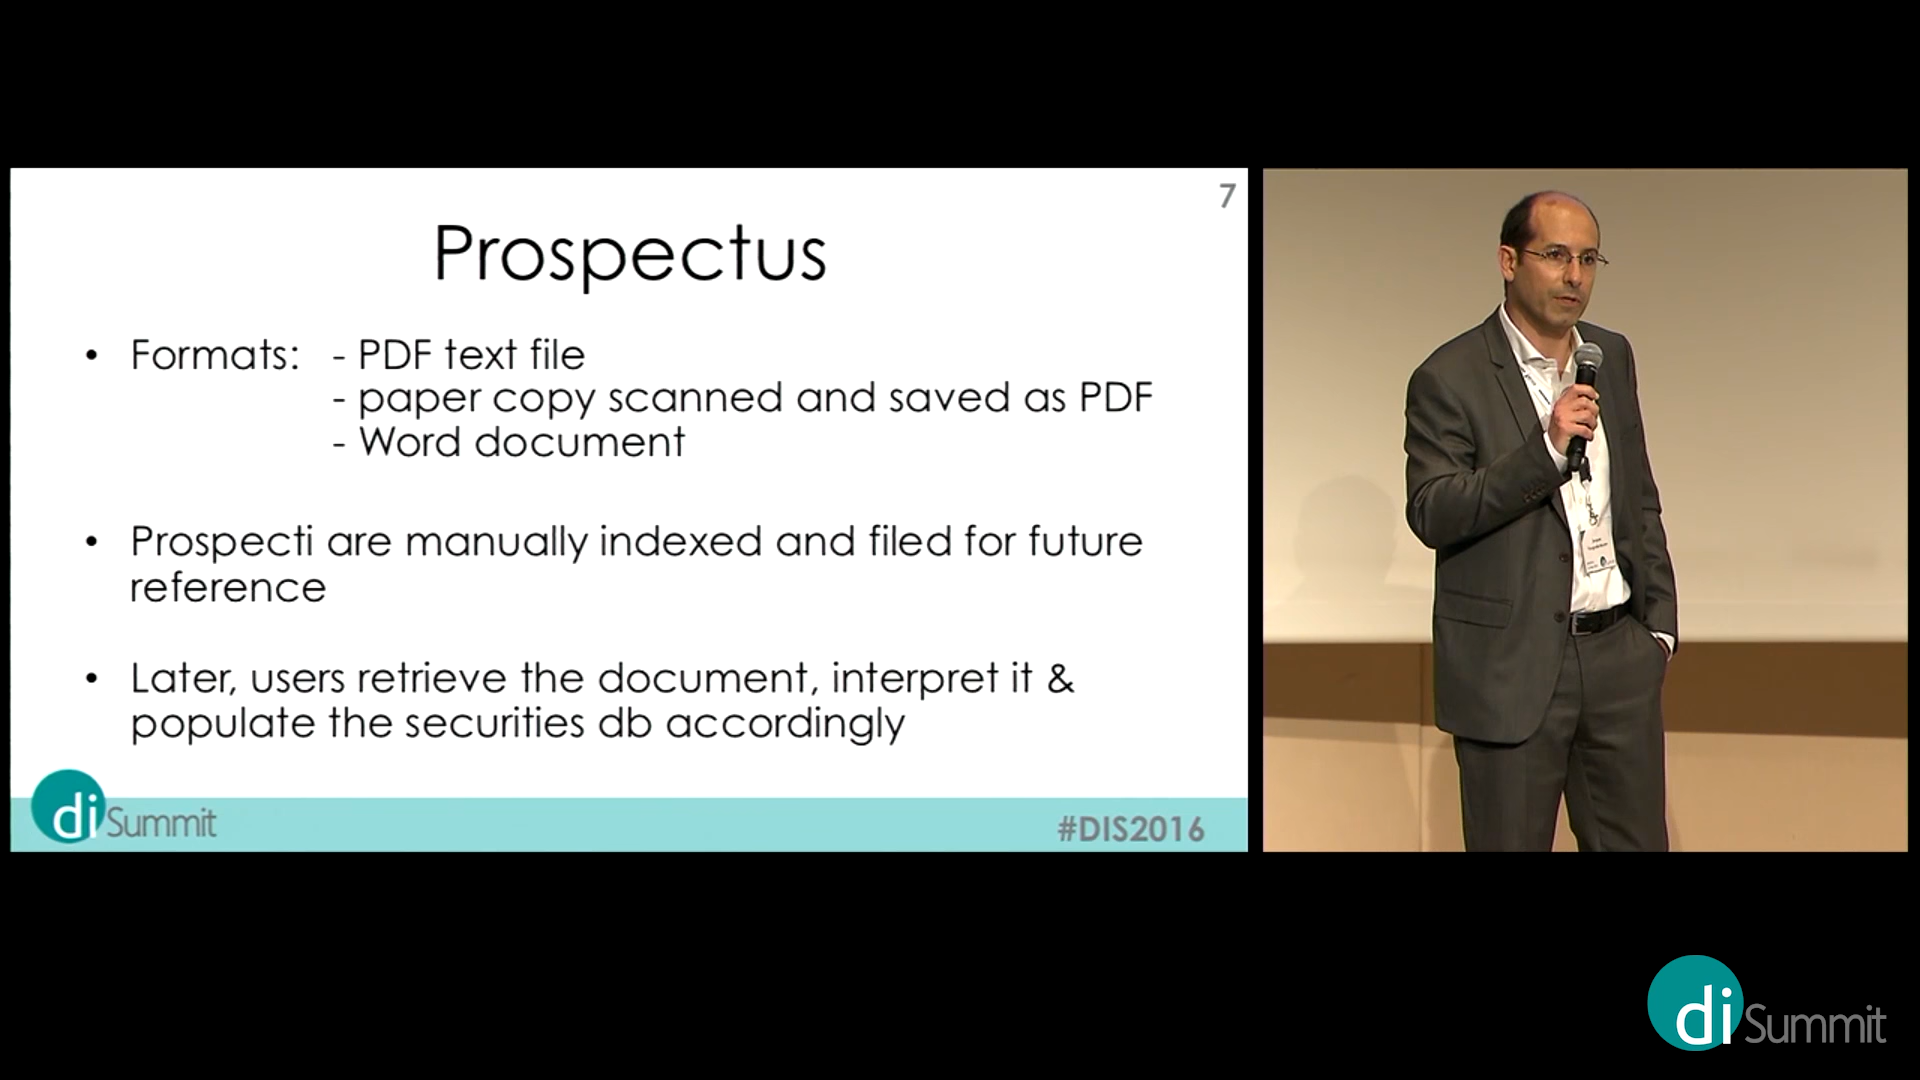 7
Prospectus
• Formats: - PDF text file
- paper copy scanned and saved as PDF
- Word document
• Prospecti are manually indexed and filed for future
reference
• Later, users retrieve the document, interpret it &
populate the securities db accordingly
di Summit
#DIS2016
di Summit